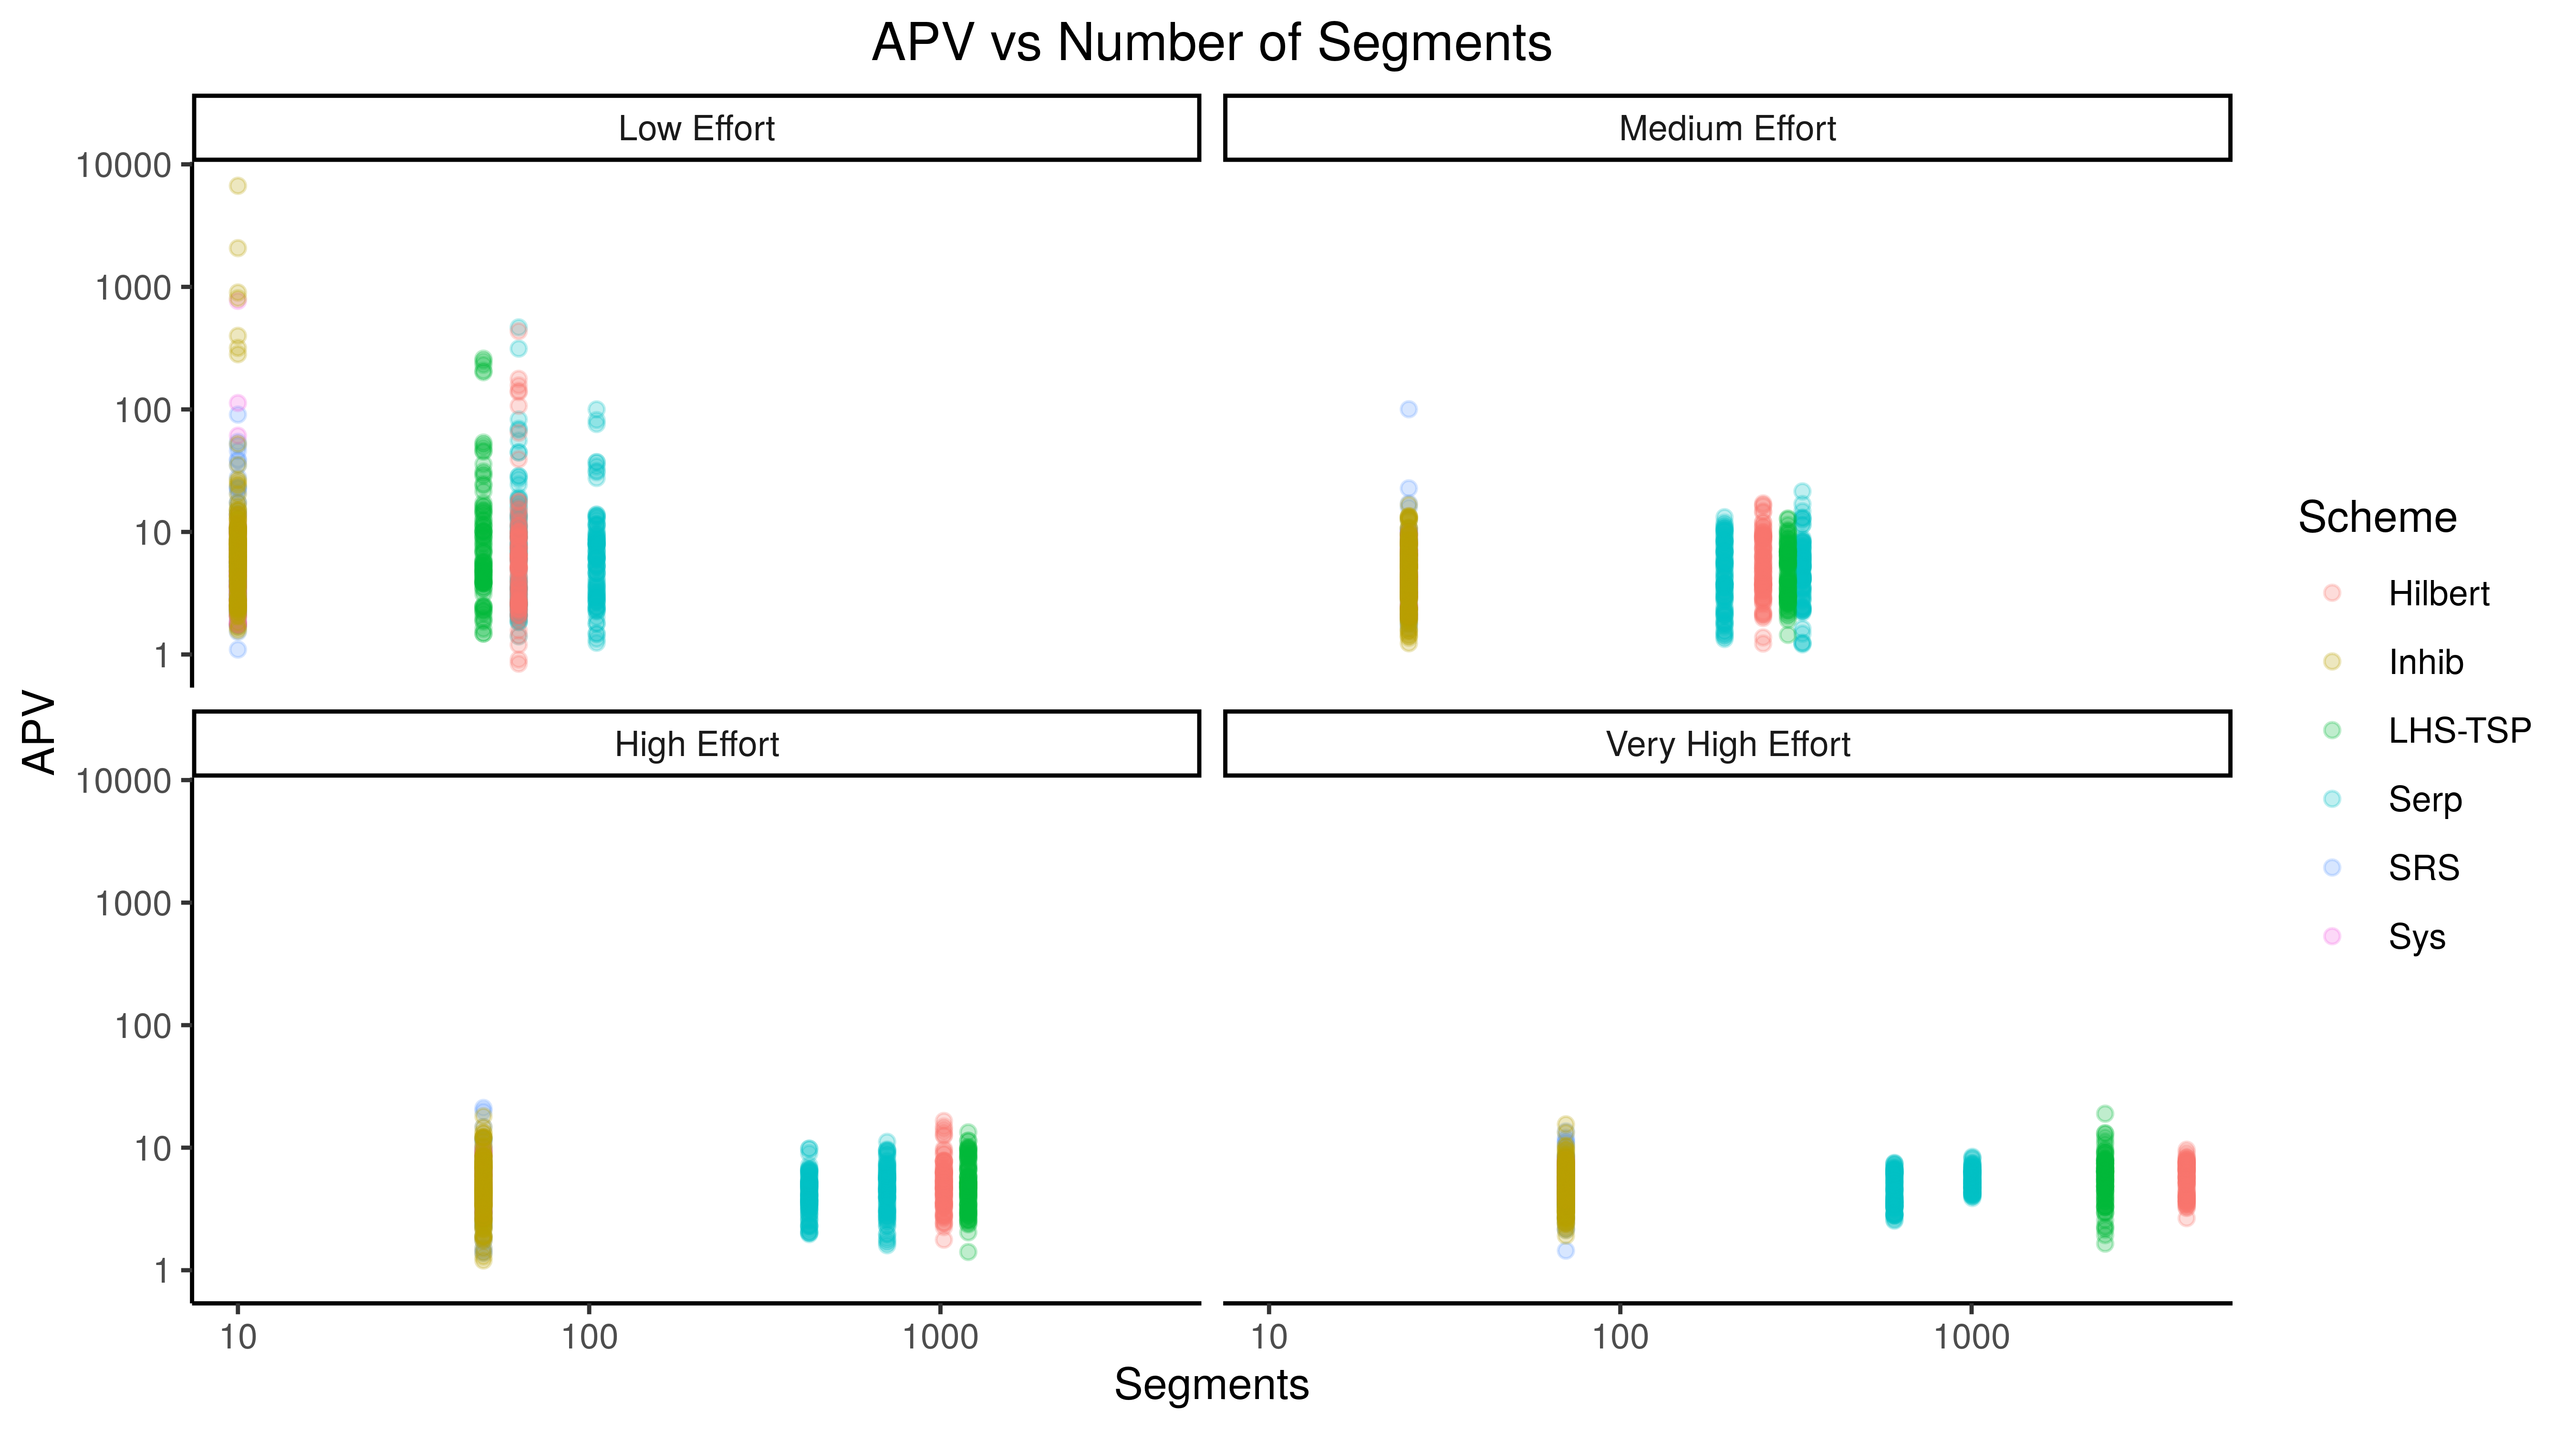 APV vs Number of Segments
Low Effort
Medium Effort
10000
1000
100
10
1
High Effort
Very High Effort
10000
1000
100
10
1
10 100 1000
10 100 1000
APV
Segments
Scheme
Hilbert
Inhib
LHS-TSP
Serp
SRS
Sys